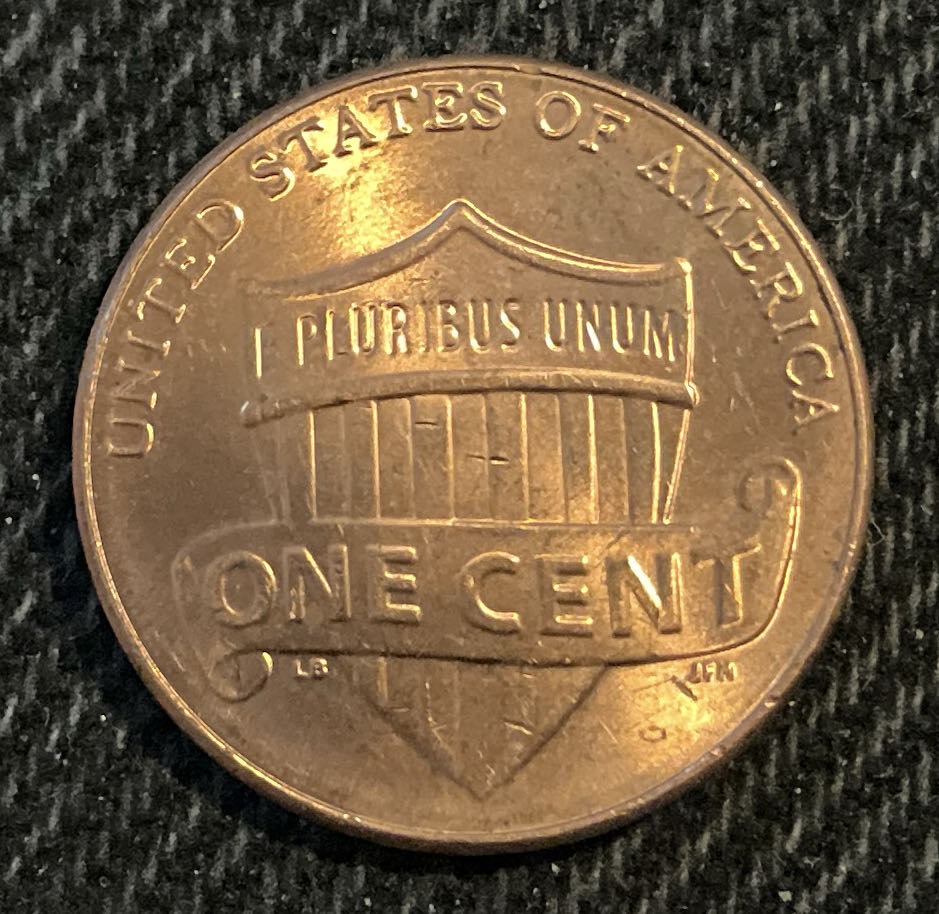 UNITED STATES OF AMERICA
E PLURIBUS UNUM
ONE CENT
LB
JFM